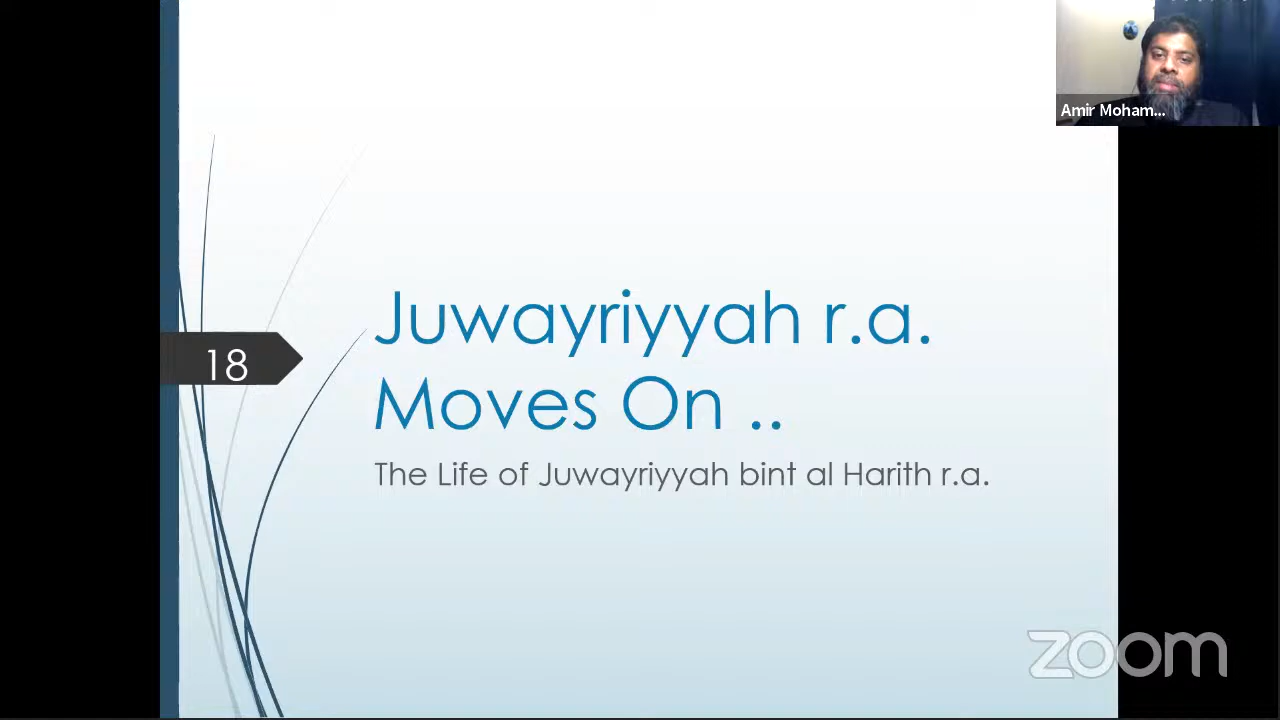 Amir Moham...
18
Juwayriyyah r.a.
Moves On ..
The Life of Juwayriyyah bint al Harith r.a.
zoom